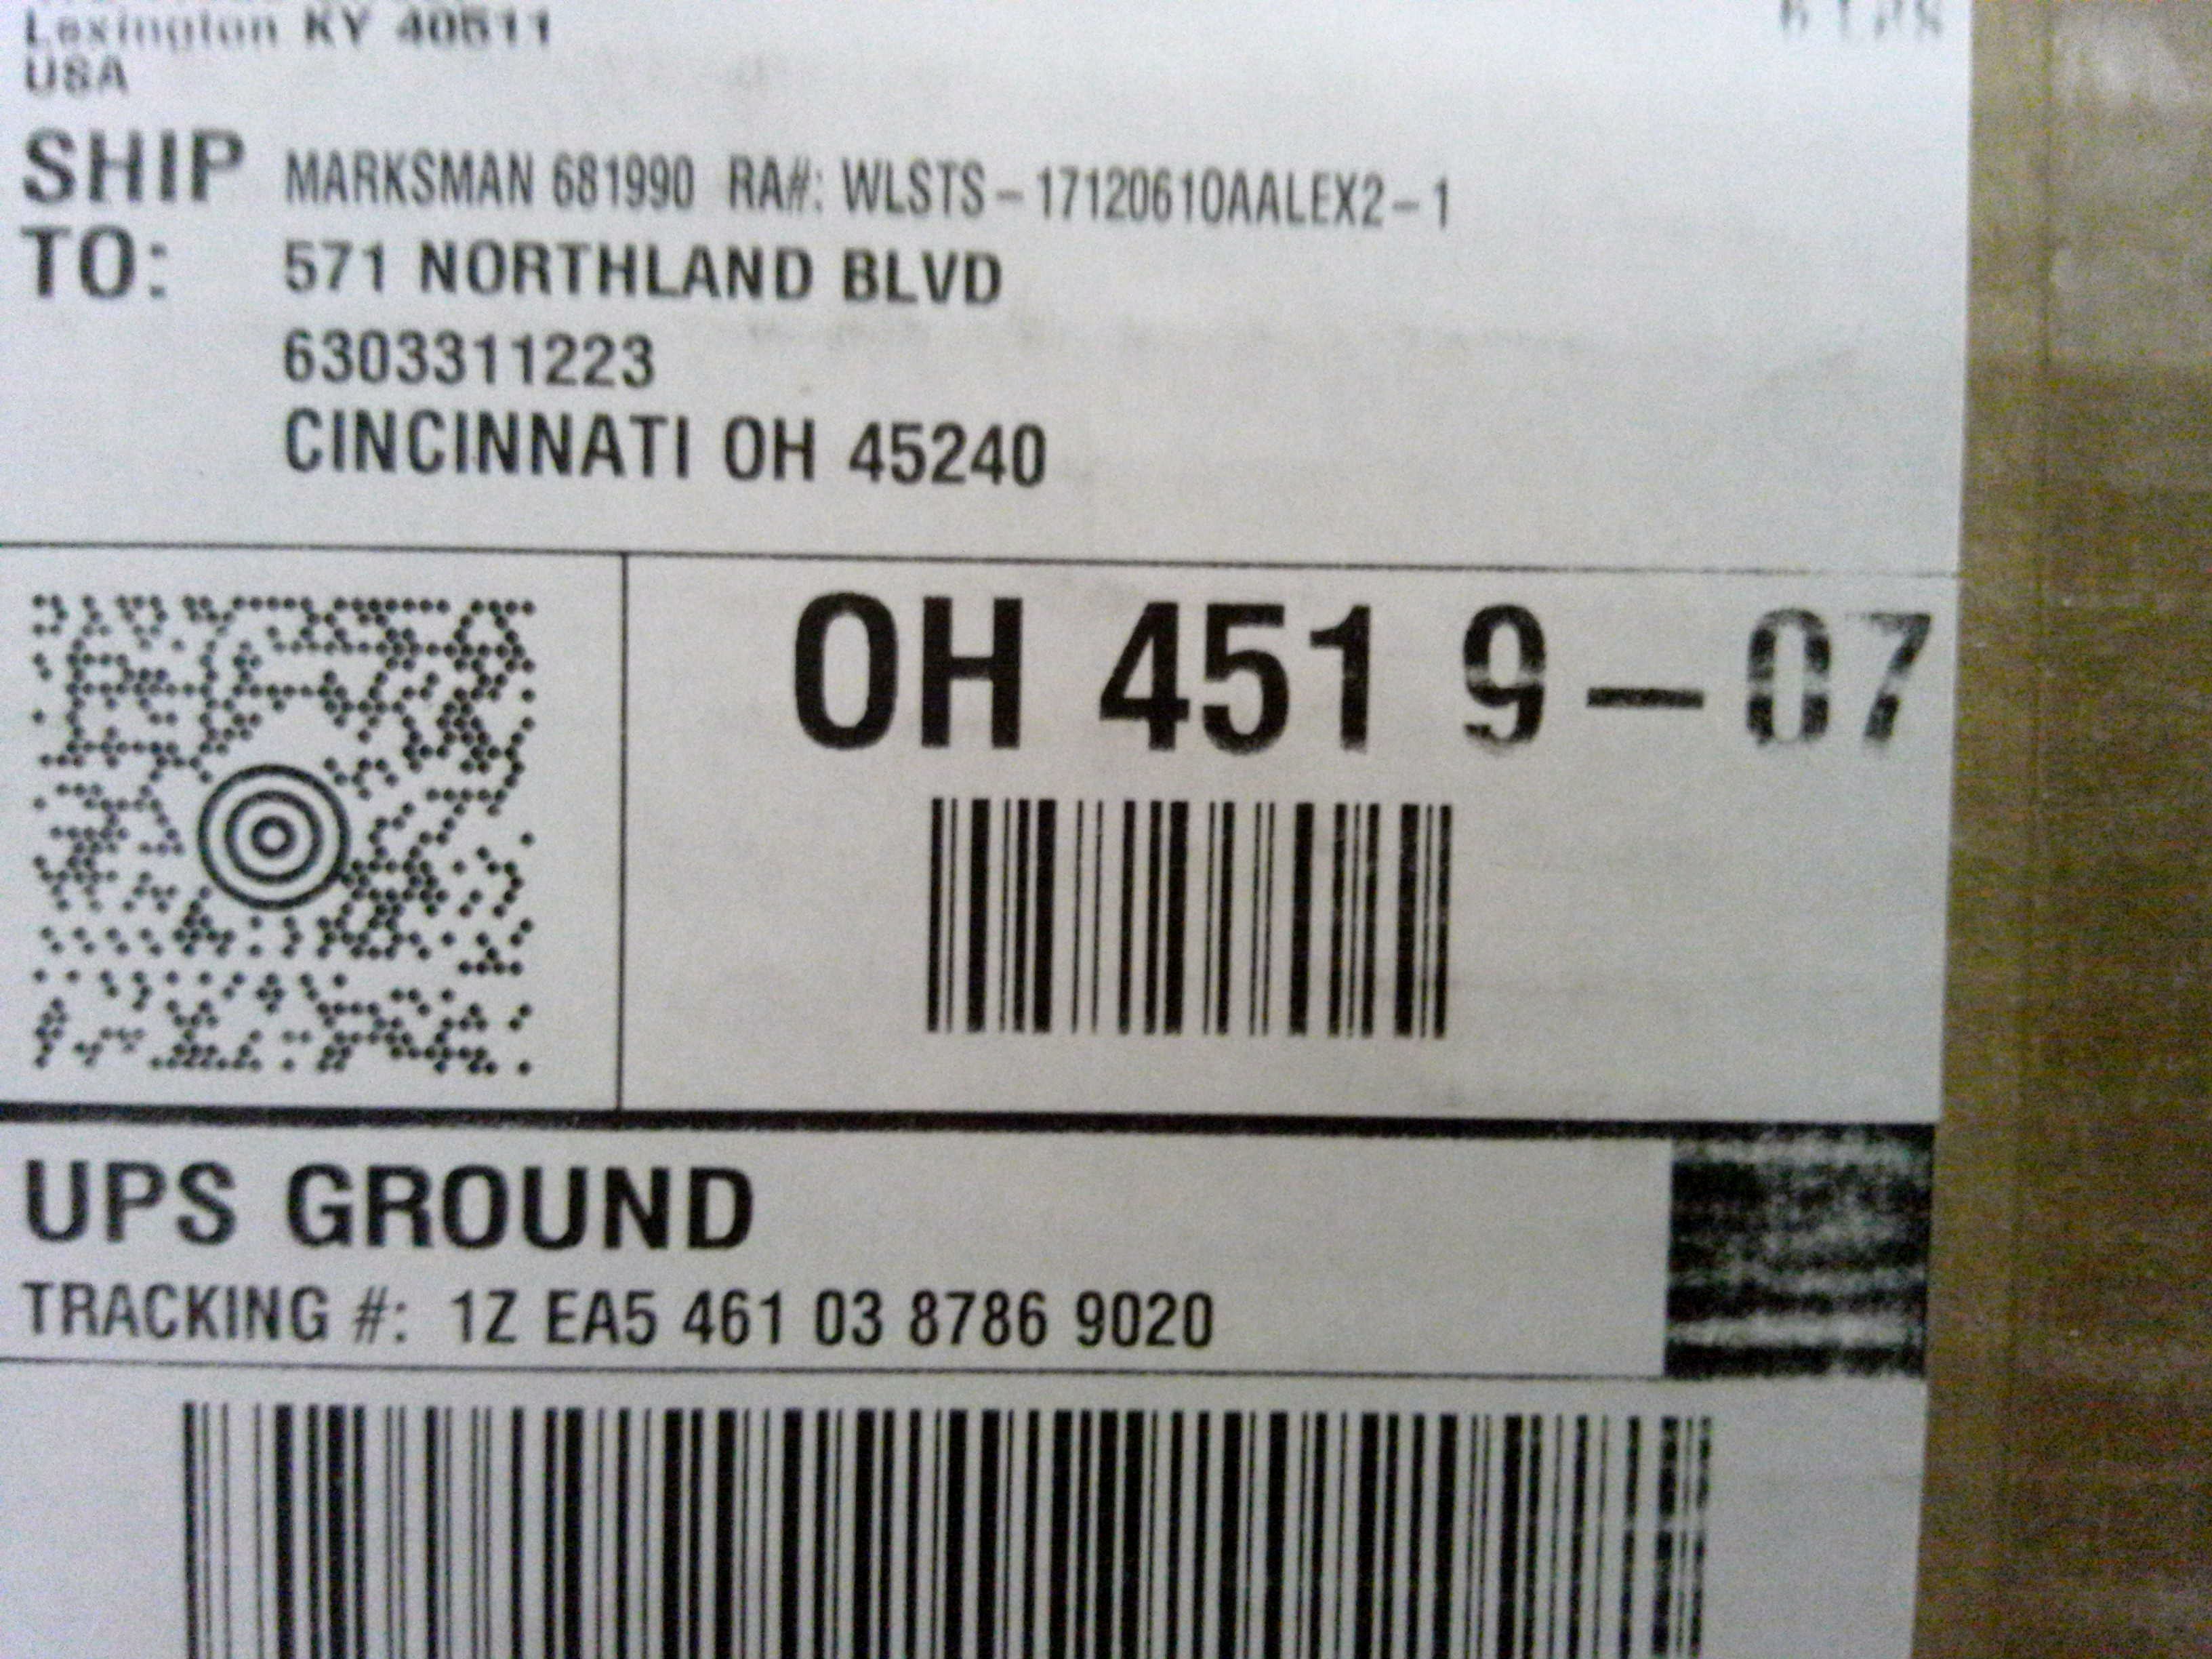 Lexington KY 40511
USA
SHIP TO:
MARKSMAN 681990 RA#: WLSTS-17120610AALEX2-1
571 NORTHLAND BLVD
6303311223
CINCINNATI OH 45240
OH 451 9-07
UPS GROUND
TRACKING #: 1Z EA5 461 03 8786 9020